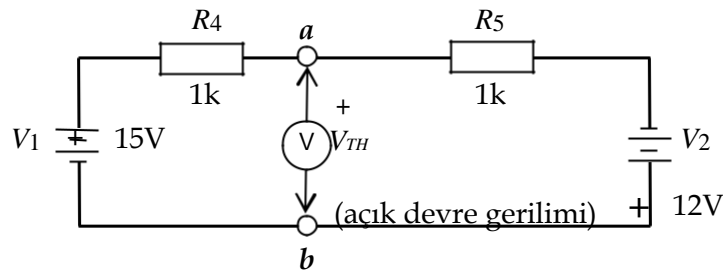 R4 a R5
1k + 1k
V1 + 15V V VTH V2
(açık devre gerilimi) + 12V
b